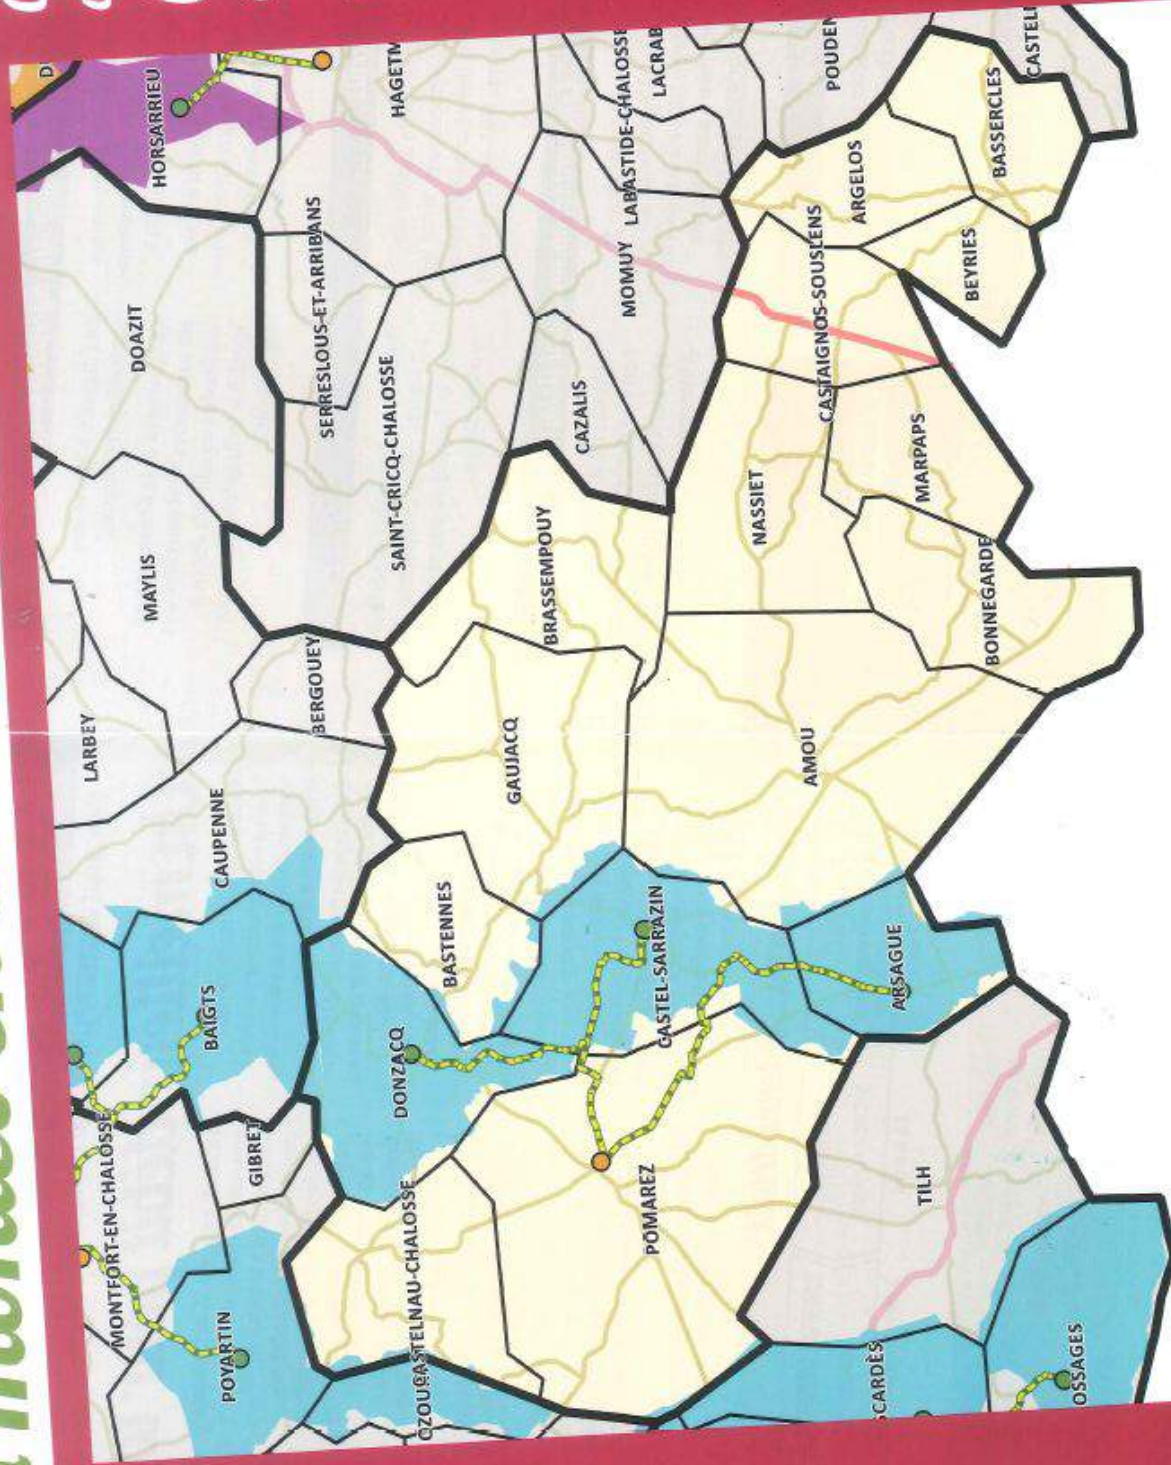 D
LARBEY
MONTFORT-EN-CHALOSSE
DOAZIT
MAYLIS
HORSARRIEU
BAIGTS
CAUPENNE
POYARTIN
GIBRET
BERGOUEY
SERRESLOUS-ET-ARRIBANS
SAINT-CRICQ-CHALOSSE
HAGETM
DONZACQ
CASTELNAU-CHALOSSE
OZOU
BASTENNES
GAUJACQ
BRASSEMPOUY
CAZALIS
LABASTIDE-CHALOSSE
MOMUY
POMAREZ
CASTEL-SARRAZIN
LACRAB
NASSIET
AMOU
CASTAIGNOS-SOUSLENS
POUDEN
ARGELOS
SCARDÈS
ARSAGUE
MARPAPS
TILH
BEYRIES
BONNEGARDE
BASSERCLES
CASTEL
OSSAGES